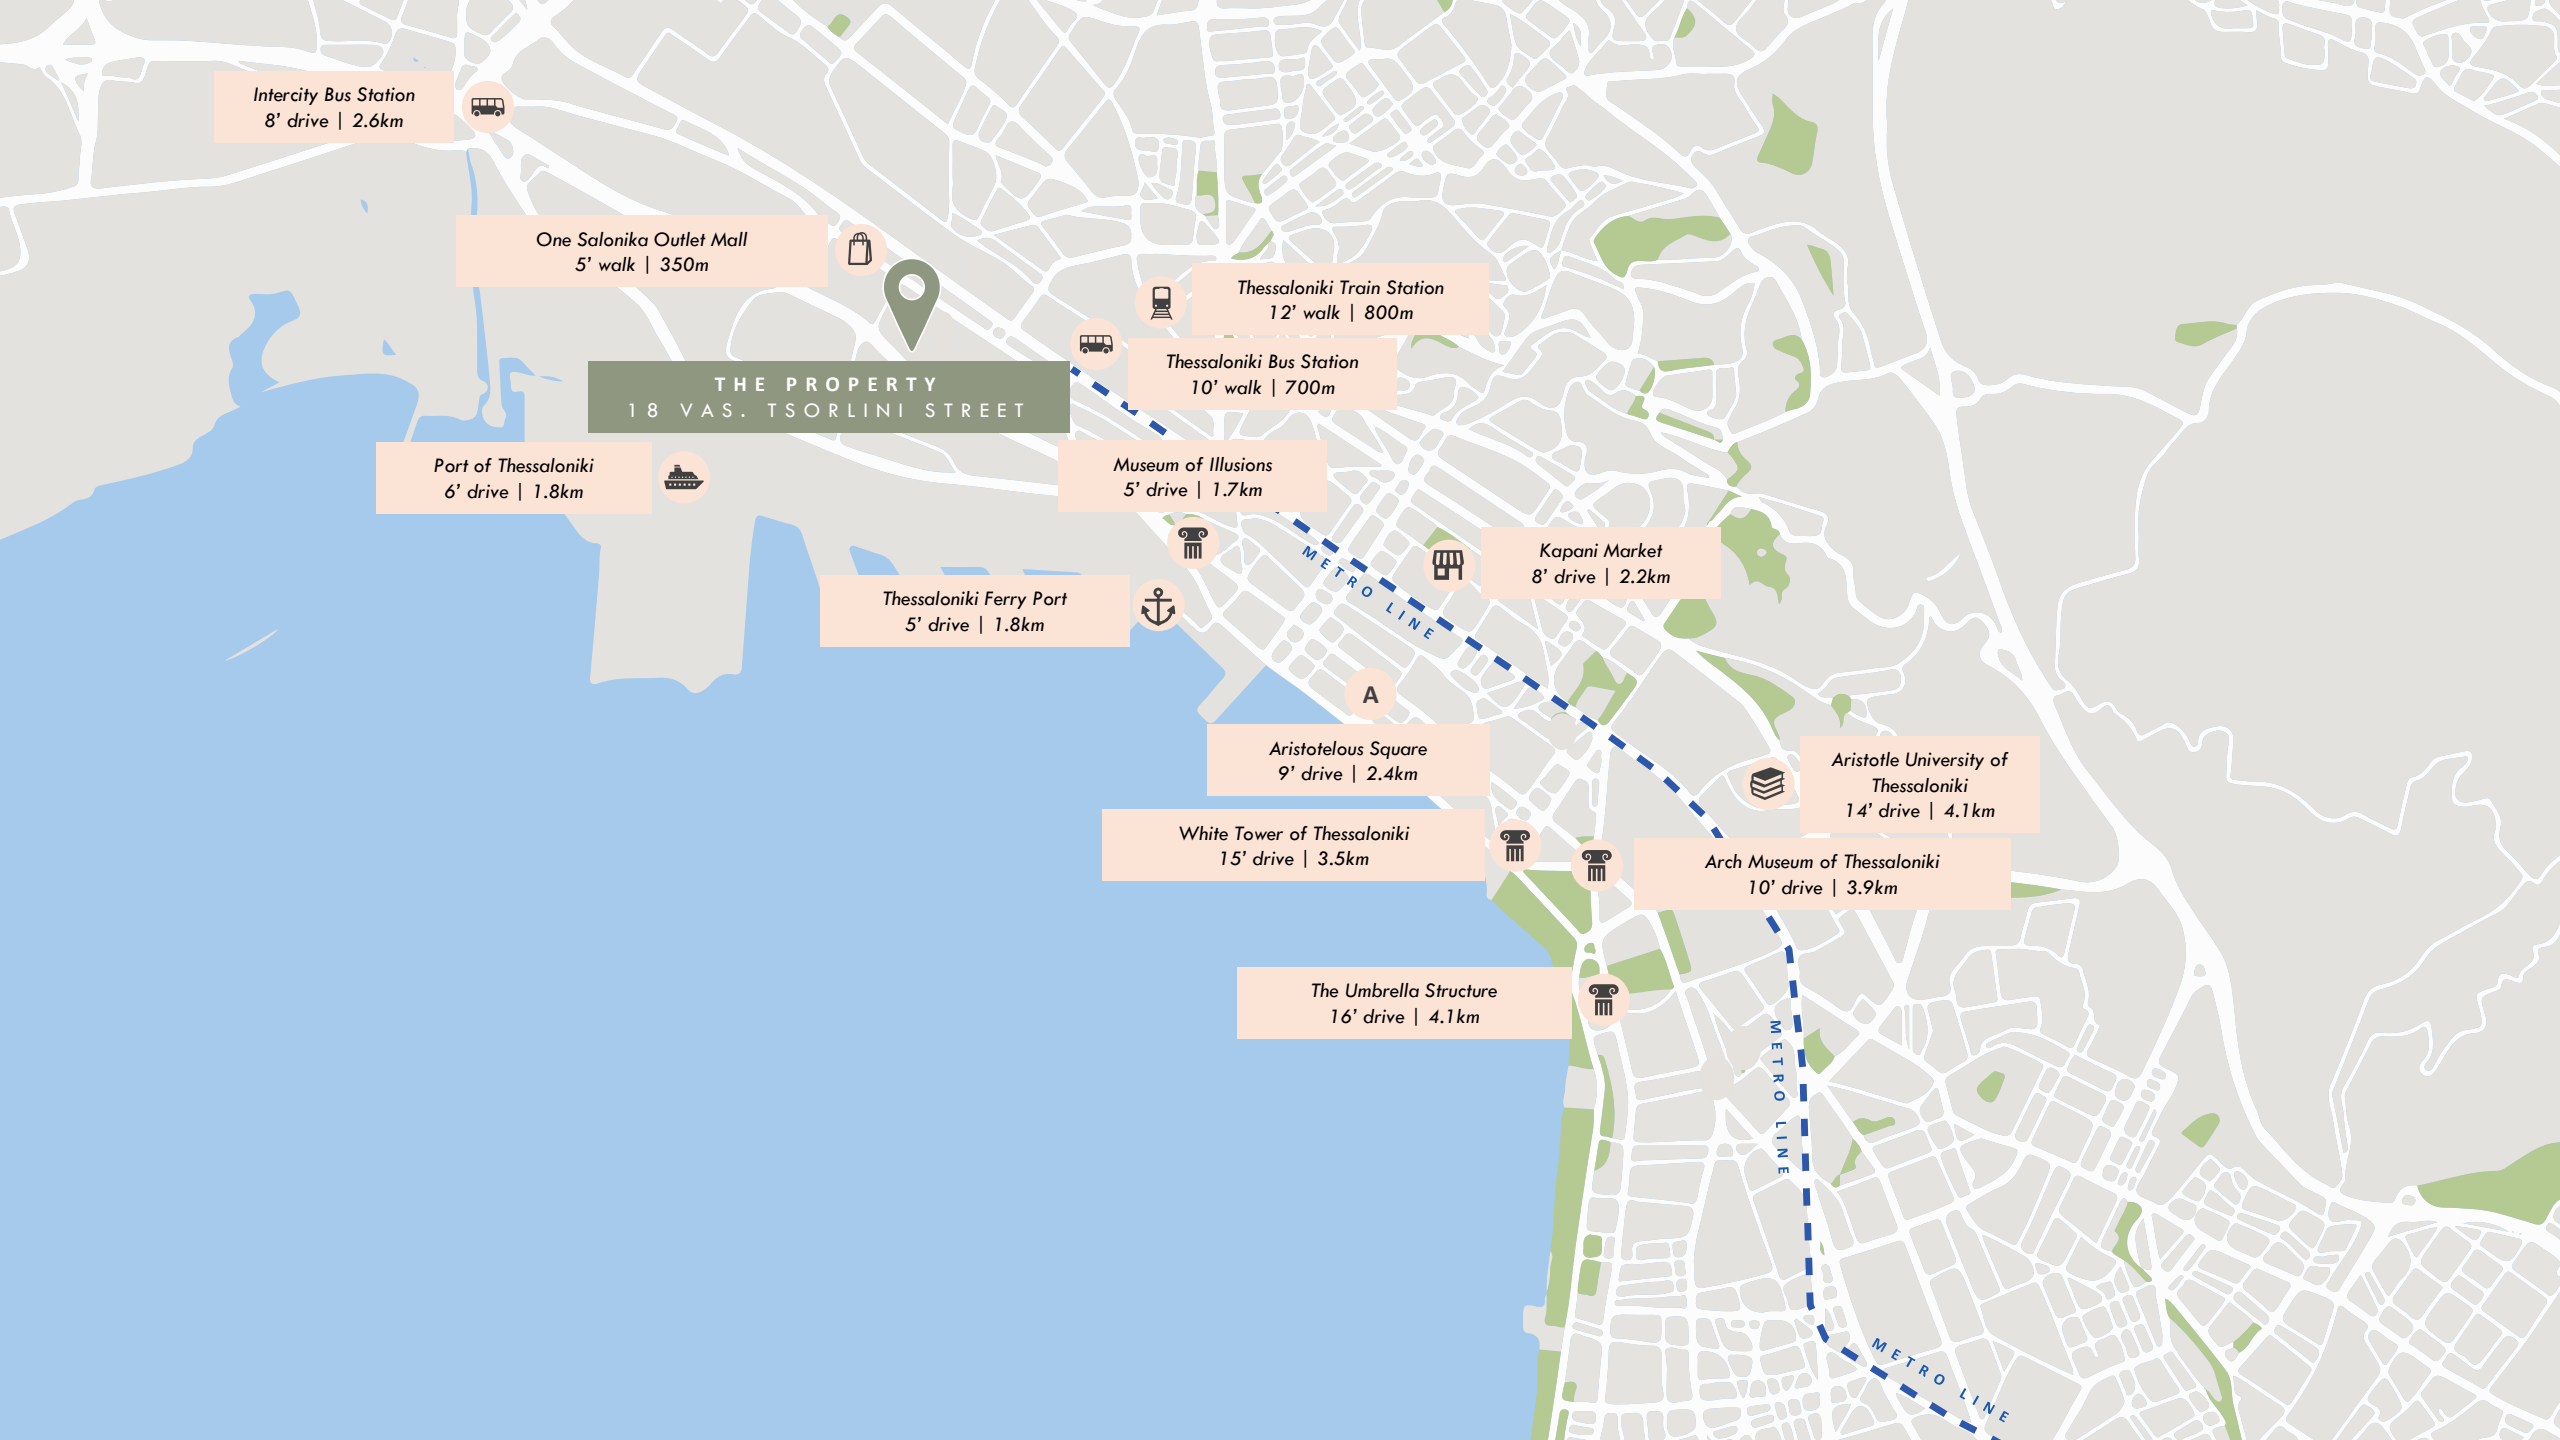 Intercity Bus Station
8’ drive | 2.6km
One Salonika Outlet Mall
5’ walk | 350m
Thessaloniki Train Station
12’ walk | 800m
Thessaloniki Bus Station
10’ walk | 700m
THE PROPERTY
18 VAS. TSORLINI STREET
Port of Thessaloniki
6’ drive | 1.8km
Museum of Illusions
5’ drive | 1.7km
METRO LINE
Kapani Market
8’ drive | 2.2km
Thessaloniki Ferry Port
5’ drive | 1.8km
A
Aristotelous Square
9’ drive | 2.4km
Aristotle University of
Thessaloniki
14’ drive | 4.1km
White Tower of Thessaloniki
15’ drive | 3.5km
Arch Museum of Thessaloniki
10’ drive | 3.9km
The Umbrella Structure
16’ drive | 4.1km
METRO LINE
METRO LINE